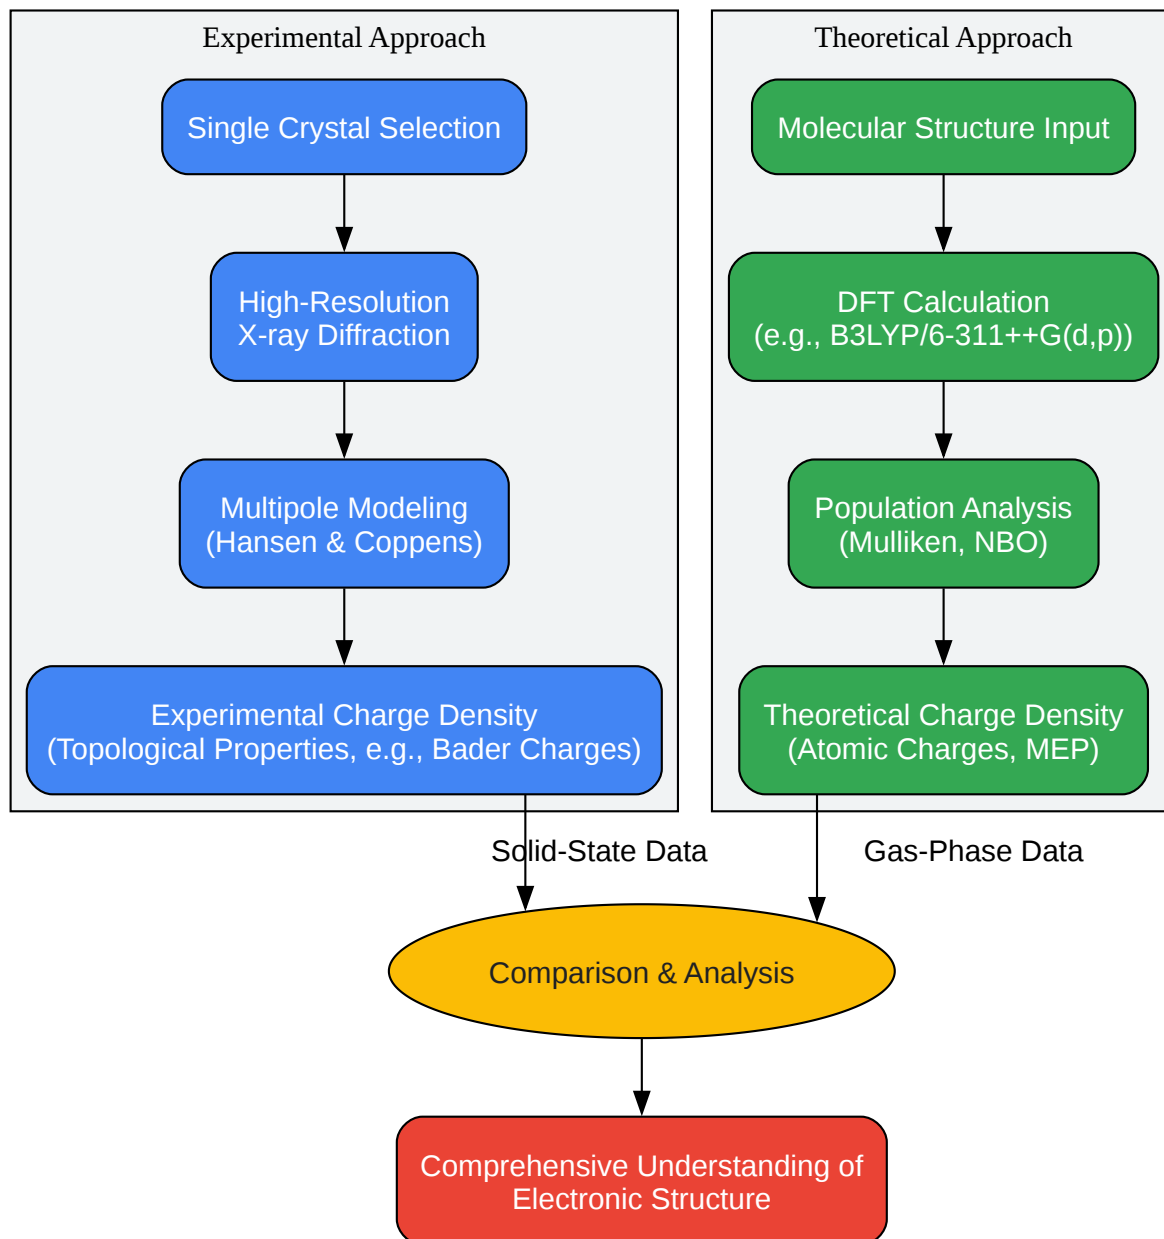 Experimental Approach
Single Crystal Selection
High-Resolution
X-ray Diffraction
Multipole Modeling
(Hansen & Coppens)
Experimental Charge Density
(Topological Properties, e.g., Bader Charges)
Theoretical Approach
Molecular Structure Input
DFT Calculation
(e.g., B3LYP/6-311++G(d,p))
Population Analysis
(Mulliken, NBO)
Theoretical Charge Density
(Atomic Charges, MEP)
Solid-State Data
Gas-Phase Data
Comparison & Analysis
Comprehensive Understanding of
Electronic Structure